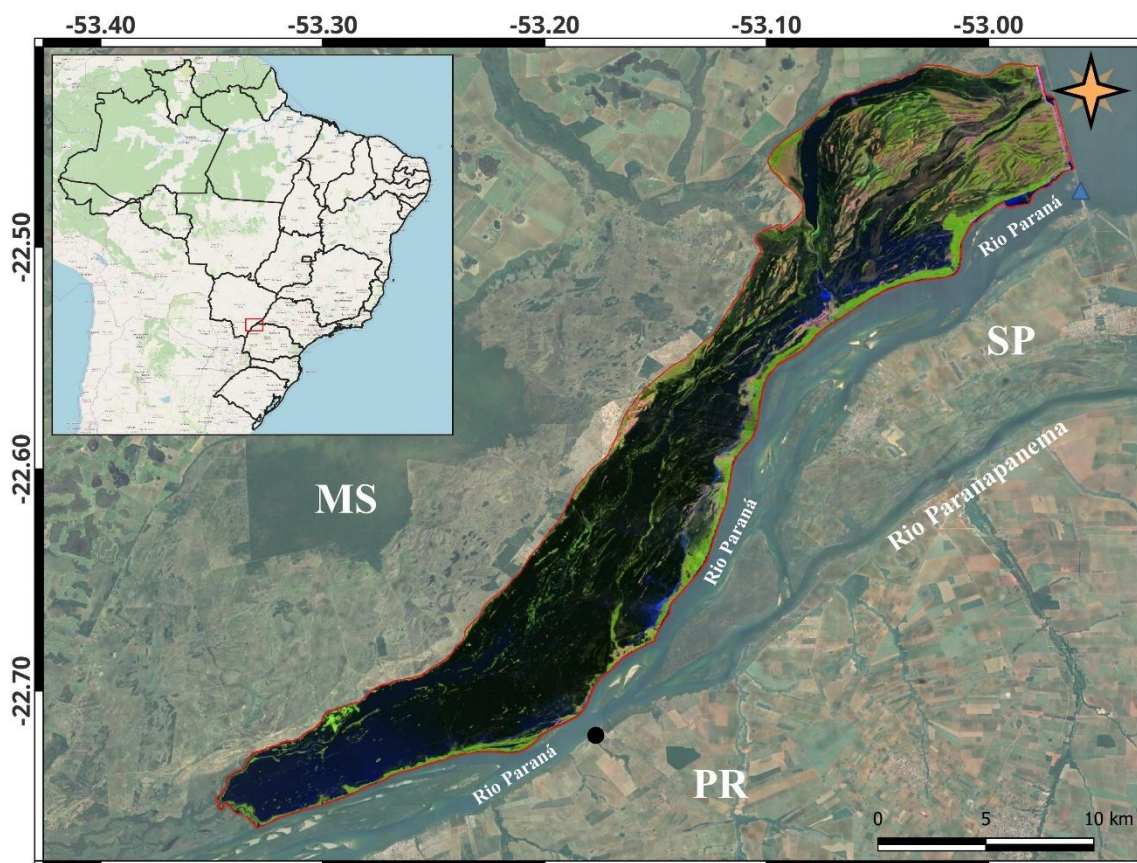 -53.40 -53.30 -53.20 -53.10 -53.00
-22.50
-22.60
-22.70
Rio Paraná
SP
Rio Paranapanema
MS
Rio Paraná
Rio Paraná
PR
0 5 10 km